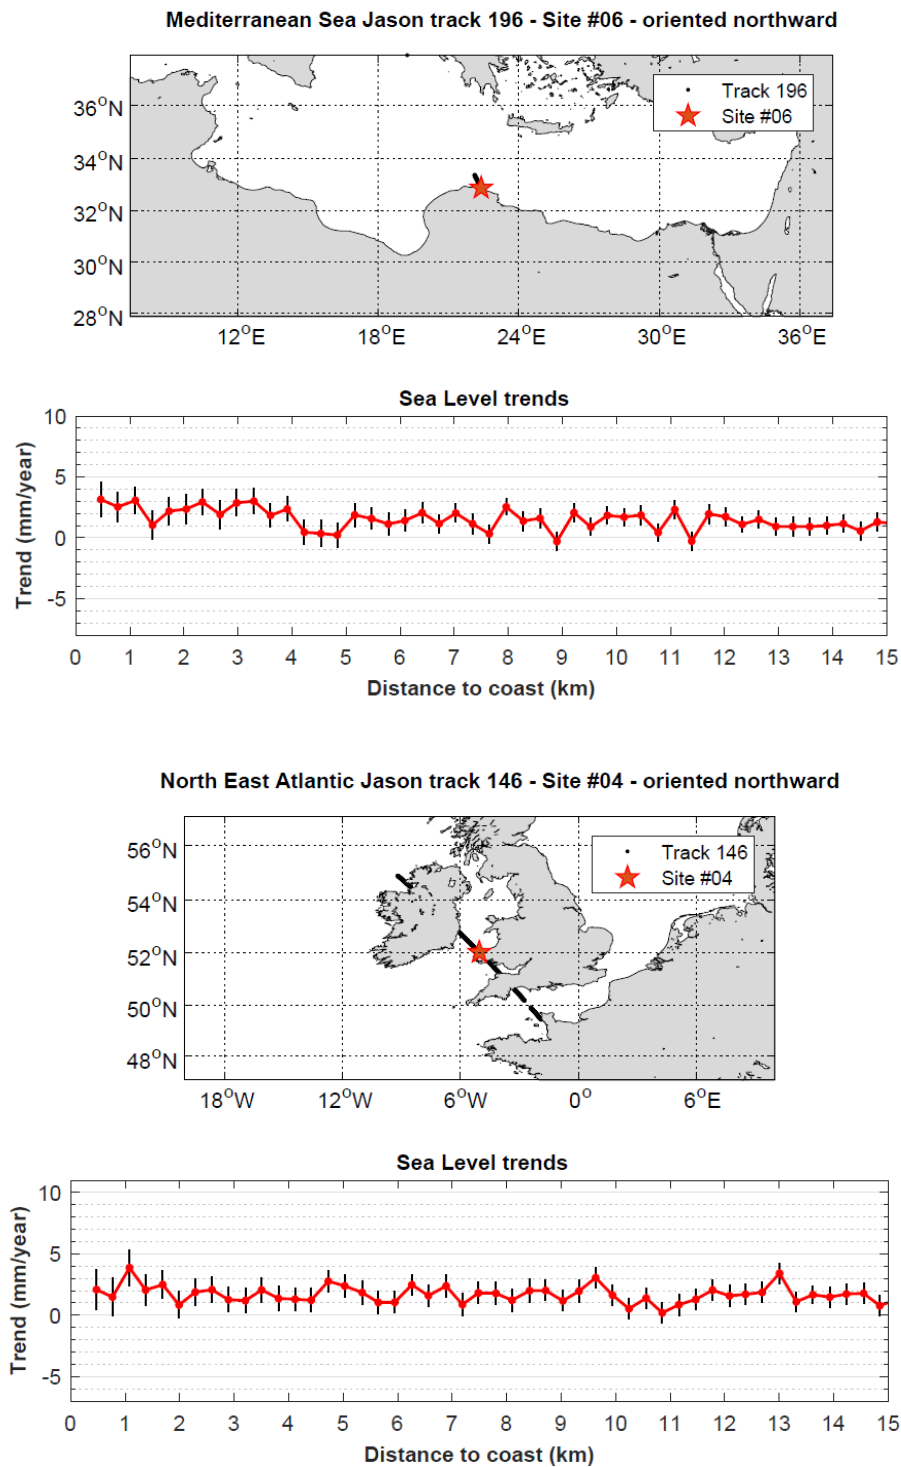 Mediterranean Sea Jason track 196 - Site #06 - oriented northward
Track 196
Site #06
36°N
34°N
32°N
30°N
28°N
12°E 18°E 24°E 30°E 36°E
Sea Level trends
Trend (mm/year)
10
5
0
-5
0 1 2 3 4 5 6 7 8 9 10 11 12 13 14 15
Distance to coast (km)
North East Atlantic Jason track 146 - Site #04 - oriented northward
Track 146
Site #04
56°N
54°N
52°N
50°N
48°N
18°W 12°W 6°W 0° 6°E
Sea Level trends
Trend (mm/year)
10
5
0
-5
0 1 2 3 4 5 6 7 8 9 10 11 12 13 14 15
Distance to coast (km)